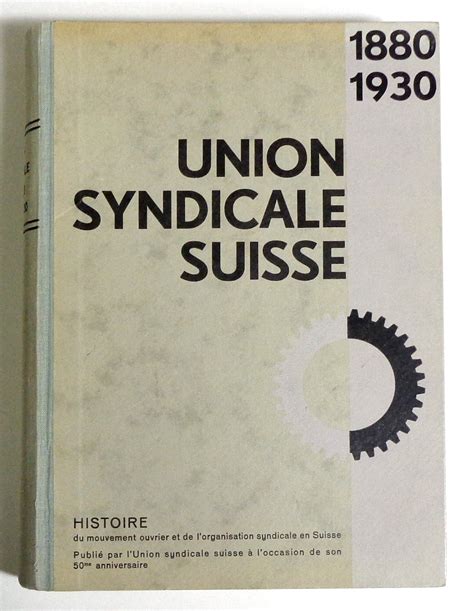 1880
1930
UNION
SYNDICALE
SUISSE
HISTOIRE
du mouvement ouvrier et de l'organisation syndicale en Suisse
Publié par l'Union syndicale suisse à l'occasion de son
50me anniversaire